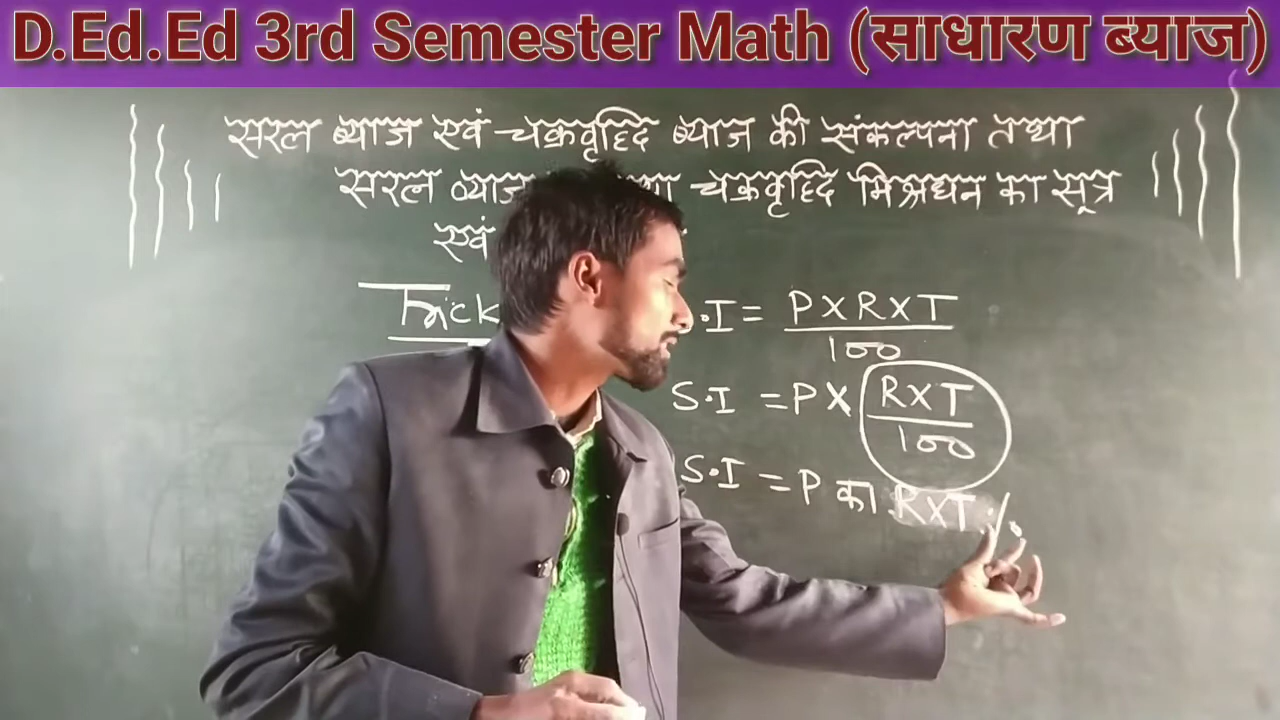 D.Ed.Ed 3rd Semester Math (साधारण ब्याज)
सरल ब्याज एवं चक्रवृद्धि ब्याज की संकल्पना तथा
सरल ब्याज चक्रवृद्धि मिश्रधन का सूत्र
एवं
Trick
S.I = P X R X T / 100
S.I = P X R X T / 100
S.I = P का R X T %